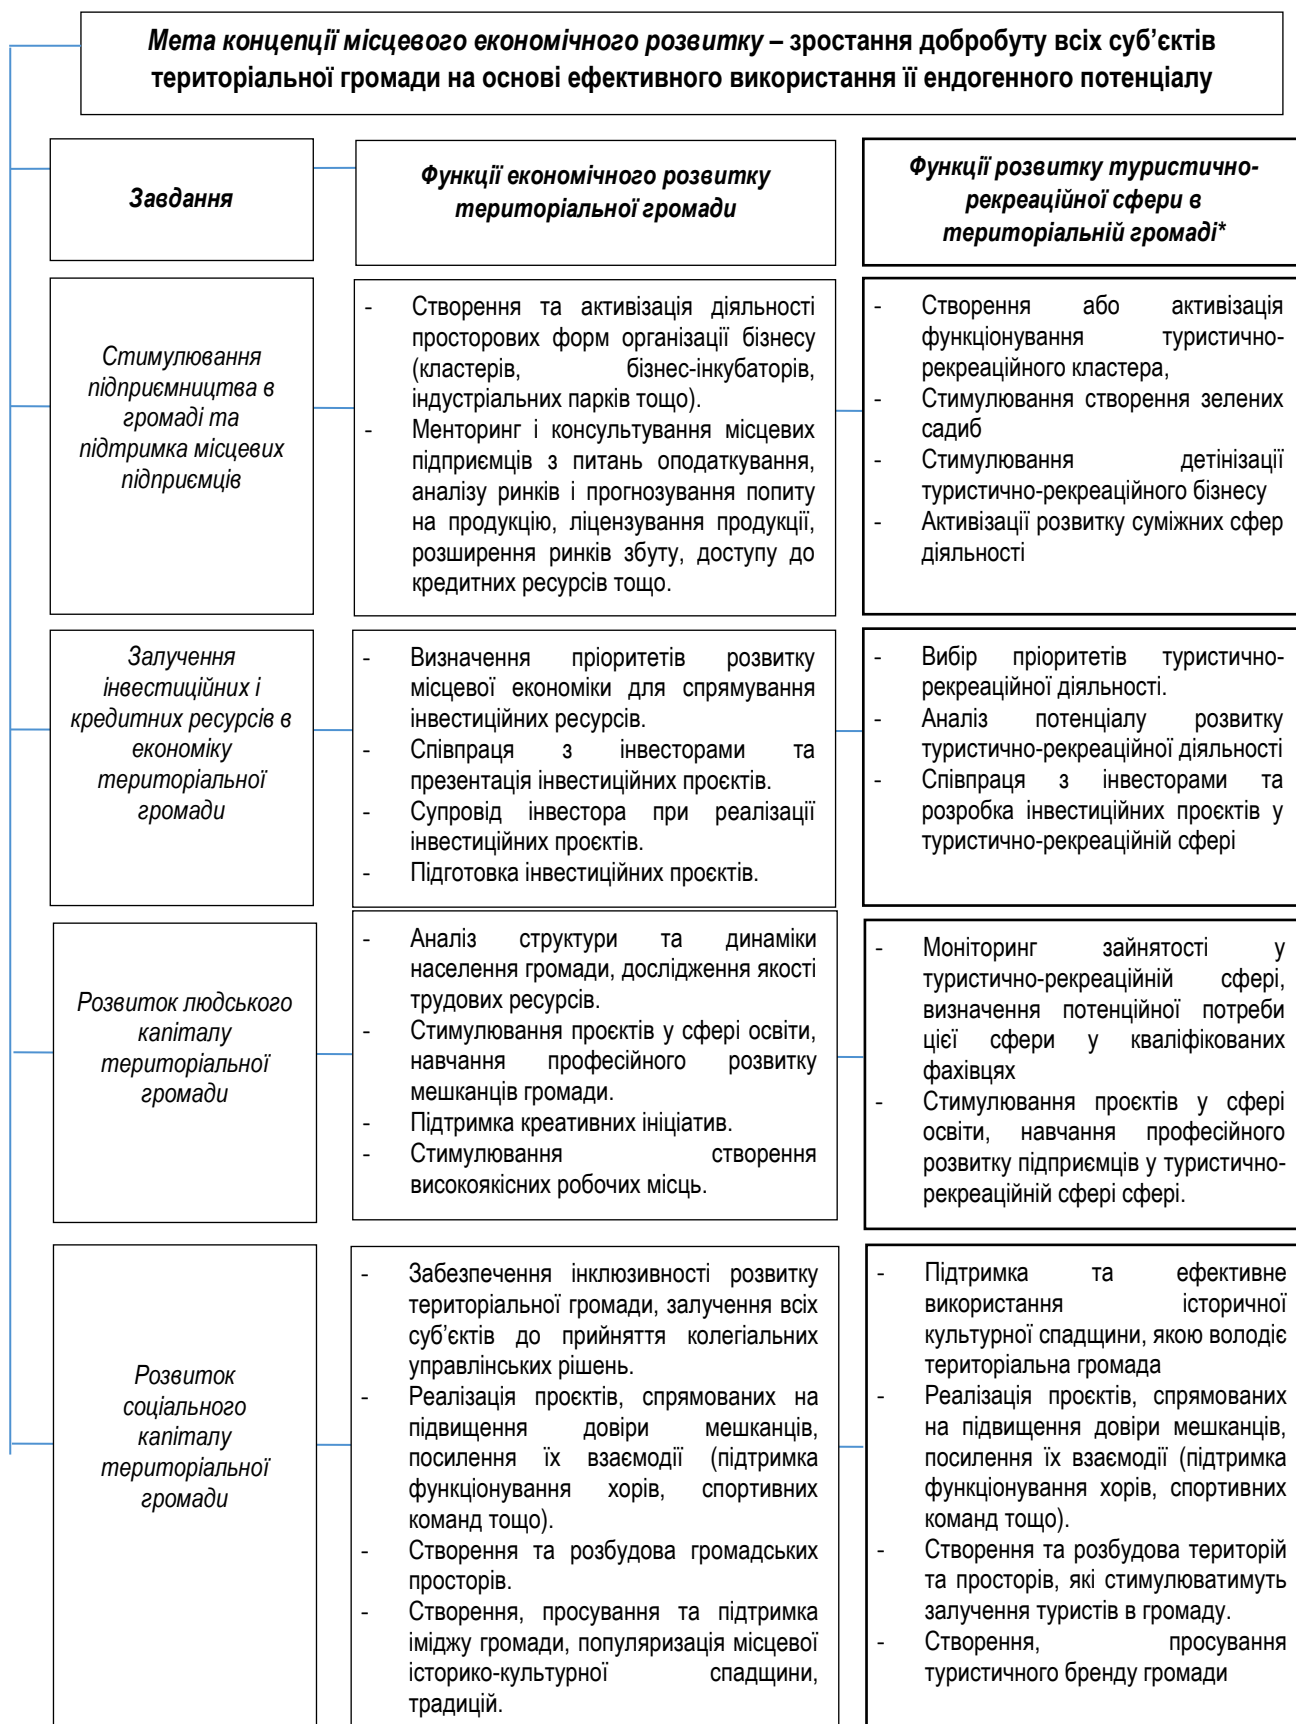 Мета концепції місцевого економічного розвитку – зростання добробуту всіх суб’єктів
територіальної громади на основі ефективного використання її ендогенного потенціалу
Завдання
Функції економічного розвитку
територіальної громади
Функції розвитку туристично-
рекреаційної сфери в
територіальній громаді*
Стимулювання
підприємництва в
громаді та
підтримка місцевих
підприємців
- Створення та активізація діяльності
просторових форм організації бізнесу
(кластерів, бізнес-інкубаторів,
індустріальних парків тощо).
- Менторинг і консультування місцевих
підприємців з питань оподаткування,
аналізу ринків і прогнозування попиту
на продукцію, ліцензування продукції,
розширення ринків збуту, доступу до
кредитних ресурсів тощо.
- Створення або активізація
функціонування туристично-
рекреаційного кластера,
- Стимулювання створення зелених
садиб
- Стимулювання детінізації
туристично-рекреаційного бізнесу
- Активізації розвитку суміжних сфер
діяльності
Залучення
інвестиційних і
кредитних ресурсів в
економіку
територіальної
громади
- Визначення пріоритетів розвитку
місцевої економіки для спрямування
інвестиційних ресурсів.
- Співпраця з інвесторами та
презентація інвестиційних проєктів.
- Супровід інвестора при реалізації
інвестиційних проєктів.
- Підготовка інвестиційних проєктів.
- Вибір пріоритетів туристично-
рекреаційної діяльності.
- Аналіз потенціалу розвитку
туристично-рекреаційної діяльності
- Співпраця з інвесторами та
розробка інвестиційних проєктів у
туристично-рекреаційній сфері
Розвиток людського
капіталу
територіальної
громади
- Аналіз структури та динаміки
населення громади, дослідження якості
трудових ресурсів.
- Стимулювання проєктів у сфері освіти,
навчання професійного розвитку
мешканців громади.
- Підтримка креативних ініціатив.
- Стимулювання створення
високоякісних робочих місць.
- Моніторинг зайнятості у
туристично-рекреаційній сфері,
визначення потенційної потреби
цієї сфери у кваліфікованих
фахівцях
- Стимулювання проєктів у сфері
освіти, навчання професійного
розвитку підприємців у туристично-
рекреаційній сфері сфері.
Розвиток
соціального
капіталу
територіальної
громади
- Забезпечення інклюзивності розвитку
територіальної громади, залучення всіх
суб’єктів до прийняття колегіальних
управлінських рішень.
- Реалізація проєктів, спрямованих на
підвищення довіри мешканців,
посилення їх взаємодії (підтримка
функціонування хорів, спортивних
команд тощо).
- Створення та розбудова громадських
просторів.
- Створення, просування та підтримка
іміджу громади, популяризація місцевої
історико-культурної спадщини,
традицій.
- Підтримка та ефективне
використання історичної
культурної спадщини, якою володіє
територіальна громада
- Реалізація проєктів, спрямованих
на підвищення довіри мешканців,
посилення їх взаємодії (підтримка
функціонування хорів, спортивних
команд тощо).
- Створення та розбудова територій
та просторів, які стимулюватимуть
залучення туристів в громаду.
- Створення, просування
туристичного бренду громади